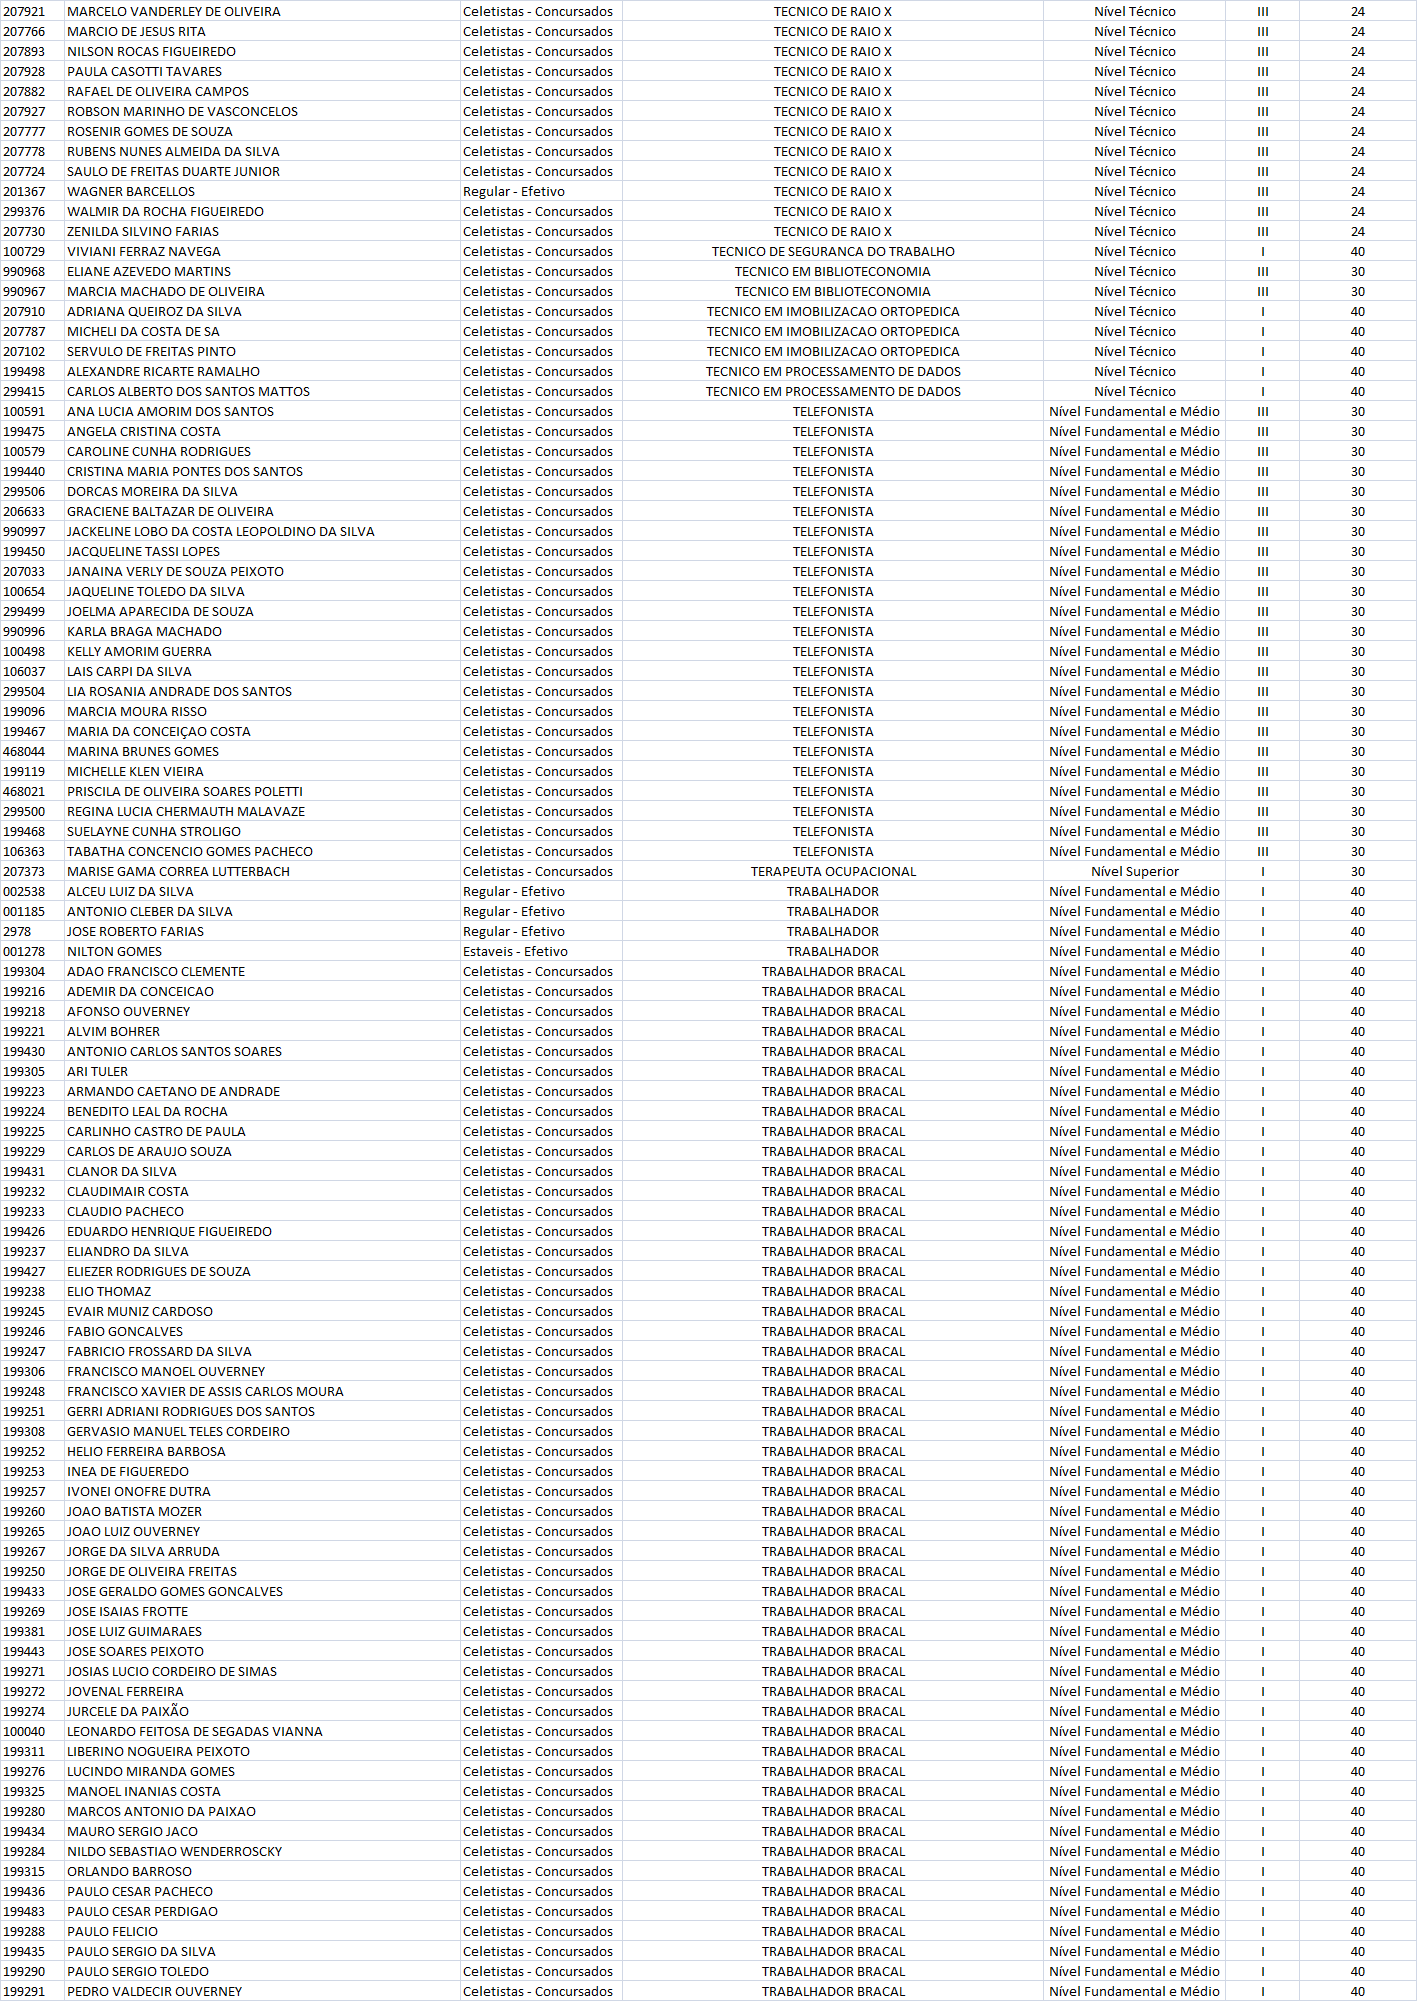 207921 MARCELO VANDERLEY DE OLIVEIRA Celetistas - Concursados TECNICO DE RAIO X Nível Técnico III 24
207766 MARCIO DE JESUS RITA Celetistas - Concursados TECNICO DE RAIO X Nível Técnico III 24
207893 NILSON ROCAS FIGUEIREDO Celetistas - Concursados TECNICO DE RAIO X Nível Técnico III 24
207928 PAULA CASOTTI TAVARES Celetistas - Concursados TECNICO DE RAIO X Nível Técnico III 24
207882 RAFAEL DE OLIVEIRA CAMPOS Celetistas - Concursados TECNICO DE RAIO X Nível Técnico III 24
207927 ROBSON MARINHO DE VASCONCELOS Celetistas - Concursados TECNICO DE RAIO X Nível Técnico III 24
207777 ROSENIR GOMES DE SOUZA Celetistas - Concursados TECNICO DE RAIO X Nível Técnico III 24
207778 RUBENS NUNES ALMEIDA DA SILVA Celetistas - Concursados TECNICO DE RAIO X Nível Técnico III 24
207724 SAULO DE FREITAS DUARTE JUNIOR Celetistas - Concursados TECNICO DE RAIO X Nível Técnico III 24
201367 WAGNER BARCELLOS Regular - Efetivo TECNICO DE RAIO X Nível Técnico III 24
299376 WALMIR DA ROCHA FIGUEIREDO Celetistas - Concursados TECNICO DE RAIO X Nível Técnico III 24
207730 ZENILDA SILVINO FARIAS Celetistas - Concursados TECNICO DE RAIO X Nível Técnico III 24
100729 VIVIANI FERRAZ NAVEGA Celetistas - Concursados TECNICO DE SEGURANCA DO TRABALHO Nível Técnico I 40
990968 ELIANE AZEVEDO MARTINS Celetistas - Concursados TECNICO EM BIBLIOTECONOMIA Nível Técnico III 30
990967 MARCIA MACHADO DE OLIVEIRA Celetistas - Concursados TECNICO EM BIBLIOTECONOMIA Nível Técnico III 30
207910 ADRIANA QUEIROZ DA SILVA Celetistas - Concursados TECNICO EM IMOBILIZACAO ORTOPEDICA Nível Técnico I 40
207787 MICHELI DA COSTA DE SA Celetistas - Concursados TECNICO EM IMOBILIZACAO ORTOPEDICA Nível Técnico I 40
207102 SERVULO DE FREITAS PINTO Celetistas - Concursados TECNICO EM IMOBILIZACAO ORTOPEDICA Nível Técnico I 40
199498 ALEXANDRE RICARTE RAMALHO Celetistas - Concursados TECNICO EM PROCESSAMENTO DE DADOS Nível Técnico I 40
299415 CARLOS ALBERTO DOS SANTOS MATTOS Celetistas - Concursados TECNICO EM PROCESSAMENTO DE DADOS Nível Técnico I 40
100591 ANA LUCIA AMORIM DOS SANTOS Celetistas - Concursados TELEFONISTA Nível Fundamental e Médio III 30
199475 ANGELA CRISTINA COSTA Celetistas - Concursados TELEFONISTA Nível Fundamental e Médio III 30
100579 CAROLINE CUNHA RODRIGUES Celetistas - Concursados TELEFONISTA Nível Fundamental e Médio III 30
199440 CRISTINA MARIA PONTES DOS SANTOS Celetistas - Concursados TELEFONISTA Nível Fundamental e Médio III 30
299506 DORCAS MOREIRA DA SILVA Celetistas - Concursados TELEFONISTA Nível Fundamental e Médio III 30
206633 GRACIENE BALTAZAR DE OLIVEIRA Celetistas - Concursados TELEFONISTA Nível Fundamental e Médio III 30
990997 JACKELINE LOBO DA COSTA LEOPOLDINO DA SILVA Celetistas - Concursados TELEFONISTA Nível Fundamental e Médio III 30
199450 JACQUELINE TASSI LOPES Celetistas - Concursados TELEFONISTA Nível Fundamental e Médio III 30
207033 JANAINA VERLY DE SOUZA PEIXOTO Celetistas - Concursados TELEFONISTA Nível Fundamental e Médio III 30
100654 JAQUELINE TOLEDO DA SILVA Celetistas - Concursados TELEFONISTA Nível Fundamental e Médio III 30
299499 JOELMA APARECIDA DE SOUZA Celetistas - Concursados TELEFONISTA Nível Fundamental e Médio III 30
990996 KARLA BRAGA MACHADO Celetistas - Concursados TELEFONISTA Nível Fundamental e Médio III 30
100498 KELLY AMORIM GUERRA Celetistas - Concursados TELEFONISTA Nível Fundamental e Médio III 30
106037 LAIS CARPI DA SILVA Celetistas - Concursados TELEFONISTA Nível Fundamental e Médio III 30
299504 LIA ROSANIA ANDRADE DOS SANTOS Celetistas - Concursados TELEFONISTA Nível Fundamental e Médio III 30
199096 MARCIA MOURA RISSO Celetistas - Concursados TELEFONISTA Nível Fundamental e Médio III 30
199467 MARIA DA CONCEIÇAO COSTA Celetistas - Concursados TELEFONISTA Nível Fundamental e Médio III 30
468044 MARINA BRUNES GOMES Celetistas - Concursados TELEFONISTA Nível Fundamental e Médio III 30
199119 MICHELLE KLEN VIEIRA Celetistas - Concursados TELEFONISTA Nível Fundamental e Médio III 30
468021 PRISCILA DE OLIVEIRA SOARES POLETTI Celetistas - Concursados TELEFONISTA Nível Fundamental e Médio III 30
299500 REGINA LUCIA CHERMAUTH MALAVAZE Celetistas - Concursados TELEFONISTA Nível Fundamental e Médio III 30
199468 SUELAYNE CUNHA STROLIGO Celetistas - Concursados TELEFONISTA Nível Fundamental e Médio III 30
106363 TABATHA CONCENCIO GOMES PACHECO Celetistas - Concursados TELEFONISTA Nível Fundamental e Médio III 30
207373 MARISE GAMA CORREA LUTTERBACH Celetistas - Concursados TERAPEUTA OCUPACIONAL Nível Superior I 30
002538 ALCEU LUIZ DA SILVA Regular - Efetivo TRABALHADOR Nível Fundamental e Médio I 40
001185 ANTONIO CLEBER DA SILVA Regular - Efetivo TRABALHADOR Nível Fundamental e Médio I 40
2978 JOSE ROBERTO FARIAS Regular - Efetivo TRABALHADOR Nível Fundamental e Médio I 40
001278 NILTON GOMES Estaveis - Efetivo TRABALHADOR Nível Fundamental e Médio I 40
199304 ADAO FRANCISCO CLEMENTE Celetistas - Concursados TRABALHADOR BRACAL Nível Fundamental e Médio I 40
199216 ADEMIR DA CONCEICAO Celetistas - Concursados TRABALHADOR BRACAL Nível Fundamental e Médio I 40
199218 AFONSO OUVERNEY Celetistas - Concursados TRABALHADOR BRACAL Nível Fundamental e Médio I 40
199221 ALVIM BOHRER Celetistas - Concursados TRABALHADOR BRACAL Nível Fundamental e Médio I 40
199430 ANTONIO CARLOS SANTOS SOARES Celetistas - Concursados TRABALHADOR BRACAL Nível Fundamental e Médio I 40
199305 ARI TULER Celetistas - Concursados TRABALHADOR BRACAL Nível Fundamental e Médio I 40
199223 ARMANDO CAETANO DE ANDRADE Celetistas - Concursados TRABALHADOR BRACAL Nível Fundamental e Médio I 40
199224 BENEDITO LEAL DA ROCHA Celetistas - Concursados TRABALHADOR BRACAL Nível Fundamental e Médio I 40
199225 CARLINHO CASTRO DE PAULA Celetistas - Concursados TRABALHADOR BRACAL Nível Fundamental e Médio I 40
199229 CARLOS DE ARAUJO SOUZA Celetistas - Concursados TRABALHADOR BRACAL Nível Fundamental e Médio I 40
199431 CLANOR DA SILVA Celetistas - Concursados TRABALHADOR BRACAL Nível Fundamental e Médio I 40
199232 CLAUDIMAIR COSTA Celetistas - Concursados TRABALHADOR BRACAL Nível Fundamental e Médio I 40
199233 CLAUDIO PACHECO Celetistas - Concursados TRABALHADOR BRACAL Nível Fundamental e Médio I 40
199426 EDUARDO HENRIQUE FIGUEIREDO Celetistas - Concursados TRABALHADOR BRACAL Nível Fundamental e Médio I 40
199237 ELIANDRO DA SILVA Celetistas - Concursados TRABALHADOR BRACAL Nível Fundamental e Médio I 40
199427 ELIEZER RODRIGUES DE SOUZA Celetistas - Concursados TRABALHADOR BRACAL Nível Fundamental e Médio I 40
199238 ELIO THOMAZ Celetistas - Concursados TRABALHADOR BRACAL Nível Fundamental e Médio I 40
199245 EVAIR MUNIZ CARDOSO Celetistas - Concursados TRABALHADOR BRACAL Nível Fundamental e Médio I 40
199246 FABIO GONCALVES Celetistas - Concursados TRABALHADOR BRACAL Nível Fundamental e Médio I 40
199247 FABRICIO FROSSARD DA SILVA Celetistas - Concursados TRABALHADOR BRACAL Nível Fundamental e Médio I 40
199306 FRANCISCO MANOEL OUVERNEY Celetistas - Concursados TRABALHADOR BRACAL Nível Fundamental e Médio I 40
199248 FRANCISCO XAVIER DE ASSIS CARLOS MOURA Celetistas - Concursados TRABALHADOR BRACAL Nível Fundamental e Médio I 40
199251 GERRI ADRIANI RODRIGUES DOS SANTOS Celetistas - Concursados TRABALHADOR BRACAL Nível Fundamental e Médio I 40
199308 GERVASIO MANUEL TELES CORDEIRO Celetistas - Concursados TRABALHADOR BRACAL Nível Fundamental e Médio I 40
199252 HELIO FERREIRA BARBOSA Celetistas - Concursados TRABALHADOR BRACAL Nível Fundamental e Médio I 40
199253 INEA DE FIGUEREDO Celetistas - Concursados TRABALHADOR BRACAL Nível Fundamental e Médio I 40
199257 IVONEI ONOFRE DUTRA Celetistas - Concursados TRABALHADOR BRACAL Nível Fundamental e Médio I 40
199260 JOAO BATISTA MOZER Celetistas - Concursados TRABALHADOR BRACAL Nível Fundamental e Médio I 40
199265 JOAO LUIZ OUVERNEY Celetistas - Concursados TRABALHADOR BRACAL Nível Fundamental e Médio I 40
199267 JORGE DA SILVA ARRUDA Celetistas - Concursados TRABALHADOR BRACAL Nível Fundamental e Médio I 40
199250 JORGE DE OLIVEIRA FREITAS Celetistas - Concursados TRABALHADOR BRACAL Nível Fundamental e Médio I 40
199433 JOSE GERALDO GOMES GONCALVES Celetistas - Concursados TRABALHADOR BRACAL Nível Fundamental e Médio I 40
199269 JOSE ISAIAS FROTTE Celetistas - Concursados TRABALHADOR BRACAL Nível Fundamental e Médio I 40
199381 JOSE LUIZ GUIMARAES Celetistas - Concursados TRABALHADOR BRACAL Nível Fundamental e Médio I 40
199443 JOSE SOARES PEIXOTO Celetistas - Concursados TRABALHADOR BRACAL Nível Fundamental e Médio I 40
199271 JOSIAS LUCIO CORDEIRO DE SIMAS Celetistas - Concursados TRABALHADOR BRACAL Nível Fundamental e Médio I 40
199272 JOVENAL FERREIRA Celetistas - Concursados TRABALHADOR BRACAL Nível Fundamental e Médio I 40
199274 JURCELE DA PAIXÃO Celetistas - Concursados TRABALHADOR BRACAL Nível Fundamental e Médio I 40
100040 LEONARDO FEITOSA DE SEGADAS VIANNA Celetistas - Concursados TRABALHADOR BRACAL Nível Fundamental e Médio I 40
199311 LIBERINO NOGUEIRA PEIXOTO Celetistas - Concursados TRABALHADOR BRACAL Nível Fundamental e Médio I 40
199276 LUCINDO MIRANDA GOMES Celetistas - Concursados TRABALHADOR BRACAL Nível Fundamental e Médio I 40
199325 MANOEL INANIAS COSTA Celetistas - Concursados TRABALHADOR BRACAL Nível Fundamental e Médio I 40
199280 MARCOS ANTONIO DA PAIXAO Celetistas - Concursados TRABALHADOR BRACAL Nível Fundamental e Médio I 40
199434 MAURO SERGIO JACO Celetistas - Concursados TRABALHADOR BRACAL Nível Fundamental e Médio I 40
199284 NILDO SEBASTIAO WENDERROSCKY Celetistas - Concursados TRABALHADOR BRACAL Nível Fundamental e Médio I 40
199315 ORLANDO BARROSO Celetistas - Concursados TRABALHADOR BRACAL Nível Fundamental e Médio I 40
199436 PAULO CESAR PACHECO Celetistas - Concursados TRABALHADOR BRACAL Nível Fundamental e Médio I 40
199483 PAULO CESAR PERDIGAO Celetistas - Concursados TRABALHADOR BRACAL Nível Fundamental e Médio I 40
199288 PAULO FELICIO Celetistas - Concursados TRABALHADOR BRACAL Nível Fundamental e Médio I 40
199435 PAULO SERGIO DA SILVA Celetistas - Concursados TRABALHADOR BRACAL Nível Fundamental e Médio I 40
199290 PAULO SERGIO TOLEDO Celetistas - Concursados TRABALHADOR BRACAL Nível Fundamental e Médio I 40
199291 PEDRO VALDECIR OUVERNEY Celetistas - Concursados TRABALHADOR BRACAL Nível Fundamental e Médio I 40